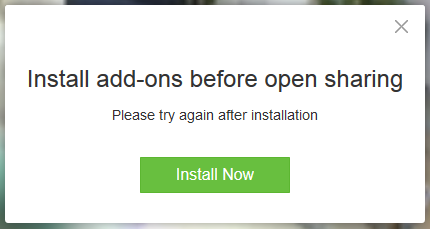 Install add-ons before open sharing
Please try again after installation
Install Now